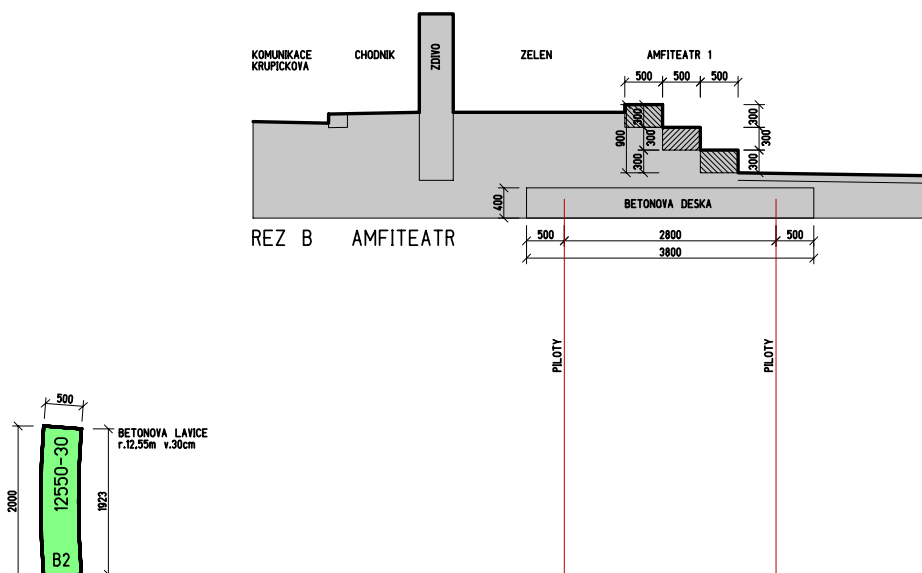 KOMUNIKACE
KRUPICKOVA
CHODNIK
ZDIVO
ZELEN
AMFITEATR 1
500 500 500
300
300
300
900
300
300
300
400
BETONOVA DESKA
REZ B AMFITEATR
500 2800 500
3800
PILOTY
PILOTY
500
BETONOVA LAVICE
r.12,55m v.30cm
2000
12550-30
1923
B2